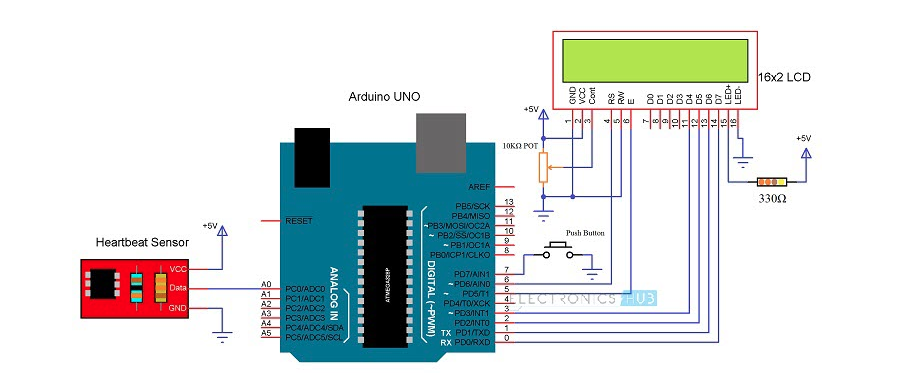 16x2 LCD
GND
VCC
Cont
RS
RW
E
D0
D1
D2
D3
D4
D5
D6
D7
LED+
LED-
1
2
3
4
5
6
7
8
9
10
11
12
13
14
15
16
+5V
10KΩ POT
+5V
330Ω
Arduino UNO
AREF
RESET
PB5/SCK 13
PB4/MISO 12
~PB3/MOSI/OC2A 11
~ PB2/SS/OC1B 10
~ PB1/OC1A 9
PB0/ICP1/CLKO 8
PD7/AIN1 7
~ PD6/AIN0 6
~ PD5/T1 5
PD4/T0/XCK 4
~ PD3/INT1 3
PD2/INT0 2
TX PD1/TXD 1
RX PD0/RXD 0
DIGITAL (~PWM)
ATMEGA328P
ANALOG IN
A0 PC0/ADC0
A1 PC1/ADC1
A2 PC2/ADC2
A3 PC3/ADC3
A4 PC4/ADC4/SDA
A5 PC5/ADC5/SCL
Push Button
ELECTRONICS HUB
Heartbeat Sensor
+5V
VCC
Data
GND